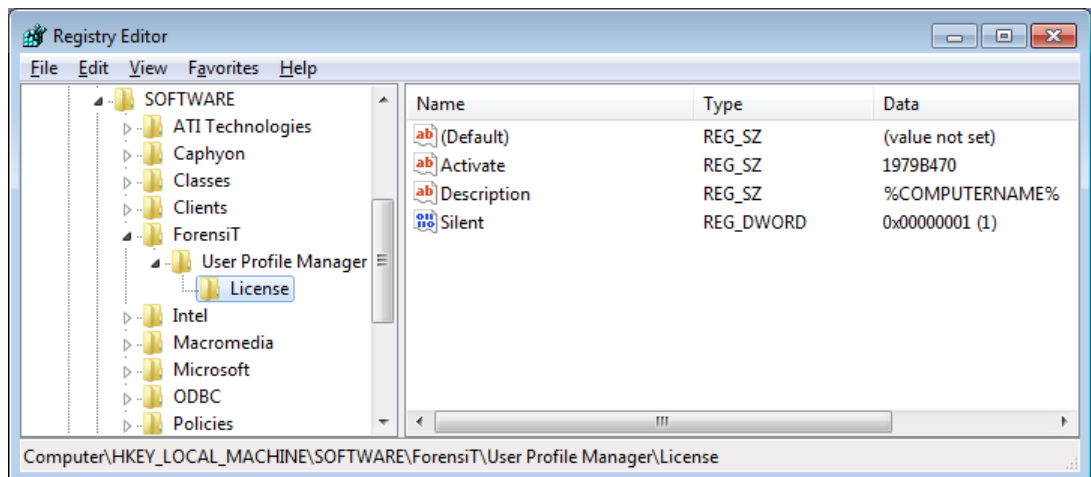 Registry Editor
File Edit View Favorites Help
SOFTWARE
ATI Technologies
Caphyon
Classes
Clients
ForensiT
User Profile Manager
License
Intel
Macromedia
Microsoft
ODBC
Policies
Name Type Data
(Default) REG_SZ (value not set)
Activate REG_SZ 1979B470
Description REG_SZ %COMPUTERNAME%
Silent REG_DWORD 0x00000001 (1)
Computer\HKEY_LOCAL_MACHINE\SOFTWARE\ForensiT\User Profile Manager\License